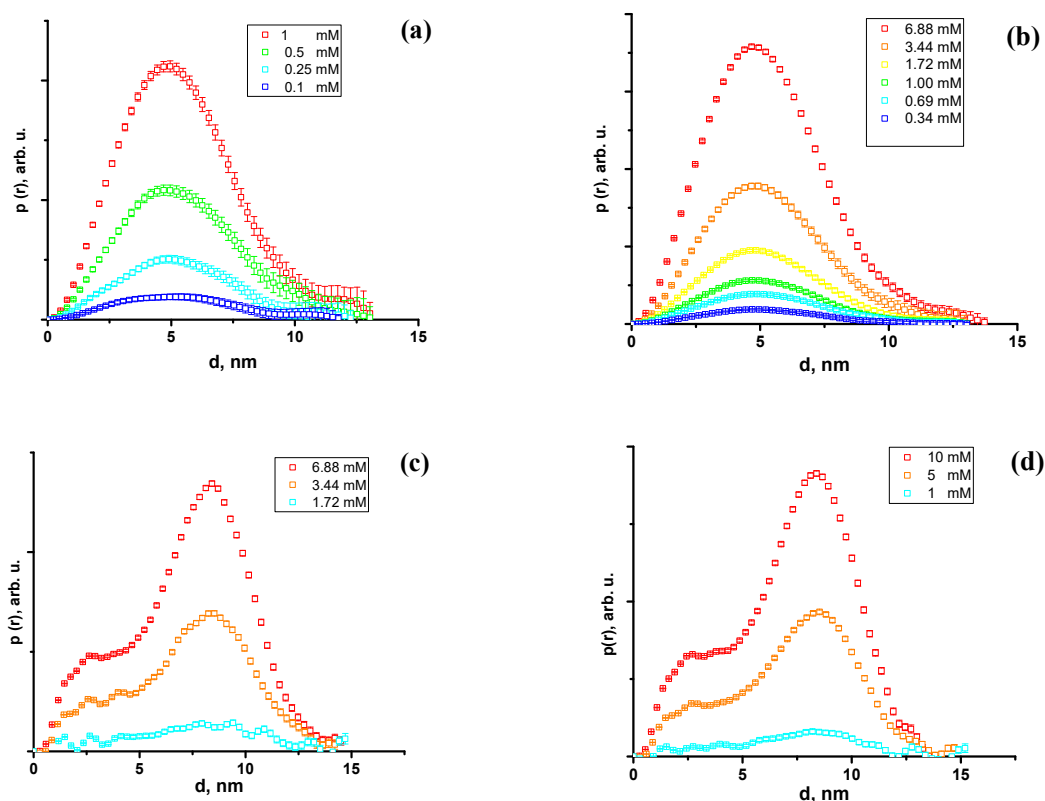 (a)
1 mM
0.5 mM
0.25 mM
0.1 mM
p (r), arb. u.
0 5 10 15
d, nm
(b)
6.88 mM
3.44 mM
1.72 mM
1.00 mM
0.69 mM
0.34 mM
p (r), arb. u.
0 5 10 15
d, nm
(c)
6.88 mM
3.44 mM
1.72 mM
p (r), arb. u.
0 5 10 15
d, nm
(d)
10 mM
5 mM
1 mM
p(r), arb. u.
0 5 10 15
d, nm